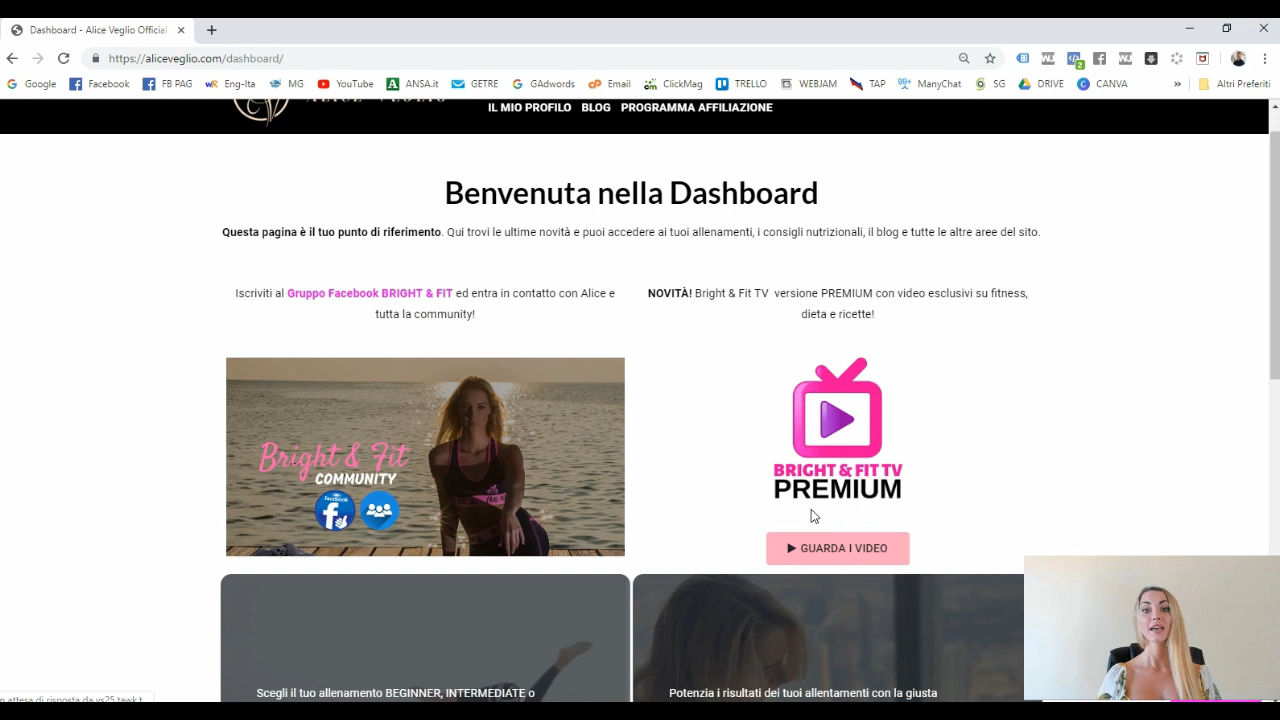 Dashboard - Alice Veglio Official
https://aliceveglio.com/dashboard/
Google Facebook FB PAG Eng-Ita MG YouTube ANSA.it GETRE GAdwords Email ClickMag TRELLO WEBJAM TAP ManyChat SG DRIVE CANVA » Altri Preferiti
IL MIO PROFILO BLOG PROGRAMMA AFFILIAZIONE
Benvenuta nella Dashboard
Questa pagina è il tuo punto di riferimento. Qui trovi le ultime novità e puoi accedere ai tuoi allenamenti, i consigli nutrizionali, il blog e tutte le altre aree del sito.
Iscriviti al Gruppo Facebook BRIGHT & FIT ed entra in contatto con Alice e
tutta la community!
NOVITÀ! Bright & Fit TV versione PREMIUM con video esclusivi su fitness,
dieta e ricette!
Bright & Fit
COMMUNITY
facebook
BRIGHT & FIT TV
PREMIUM
GUARDA I VIDEO
Scegli il tuo allenamento BEGINNER, INTERMEDIATE o
Potenzia i risultati dei tuoi allentamenti con la giusta